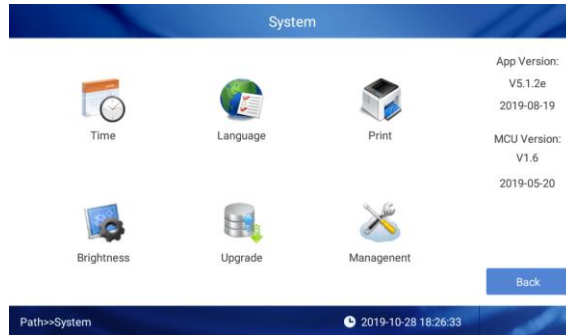 System
App Version:
V5.1.2e
2019-08-19
Time
Language
Print
MCU Version:
V1.6
2019-05-20
Brightness
Upgrade
Managenent
Back
Path>>System
2019-10-28 18:26:33